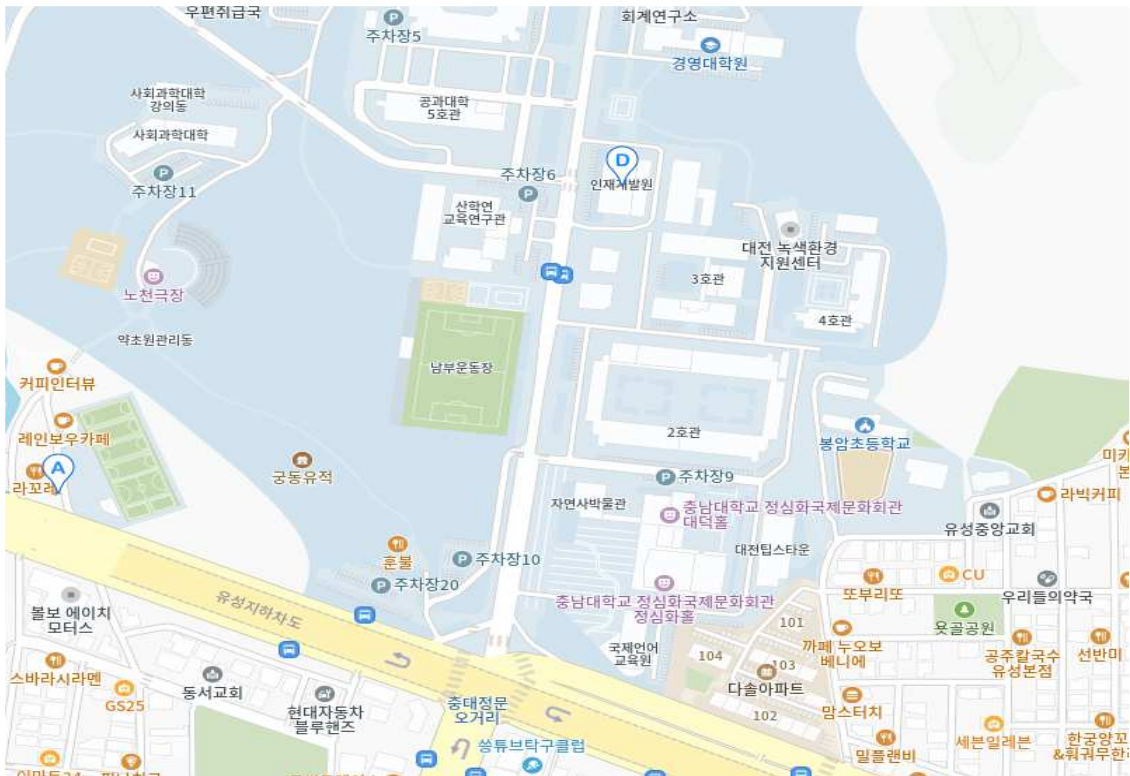 우편취급국
주차장5
회계연구소
경영대학원
사회과학대학
강의동
공과대학
5호관
사회과학대학
주차장11
주차장6
D
인재개발원
산학연
교육연구관
대전 녹색환경
지원센터
노천극장
3호관
4호관
약초원관리동
남부운동장
커피인터뷰
레인보우카페
2호관
봉암초등학교
A
라꼬레
궁동유적
주차장9
라빅커피
자연사박물관
충남대학교 정심화국제문화회관
대덕홀
유성중앙교회
대전팁스타운
훈불
주차장10
주차장20
또부리또
CU
우리들의약국
볼보 에이치
모터스
유성지하차도
충남대학교 정심화국제문화회관
정심화홀
101
욧골공원
까페 누오보
베니에
국제언어
교육원
104
103
공주칼국수
유성본점
선반미
스바라시라멘
동서교회
다솔아파트
GS25
현대자동차
블루핸즈
충대정문
오거리
102
맘스터치
쏭튜브탁구클럽
밀플랜비
세븐일레븐
한궁양꼬
&훠궈무한리